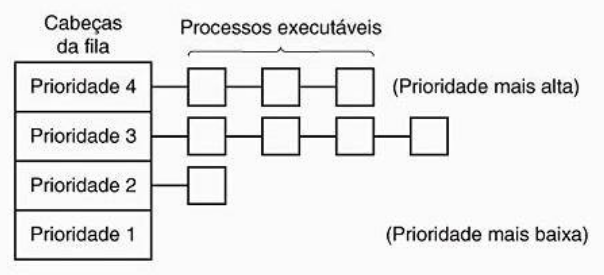 Cabeças
da fila
Processos executáveis
Prioridade 4
(Prioridade mais alta)
Prioridade 3
Prioridade 2
Prioridade 1
(Prioridade mais baixa)